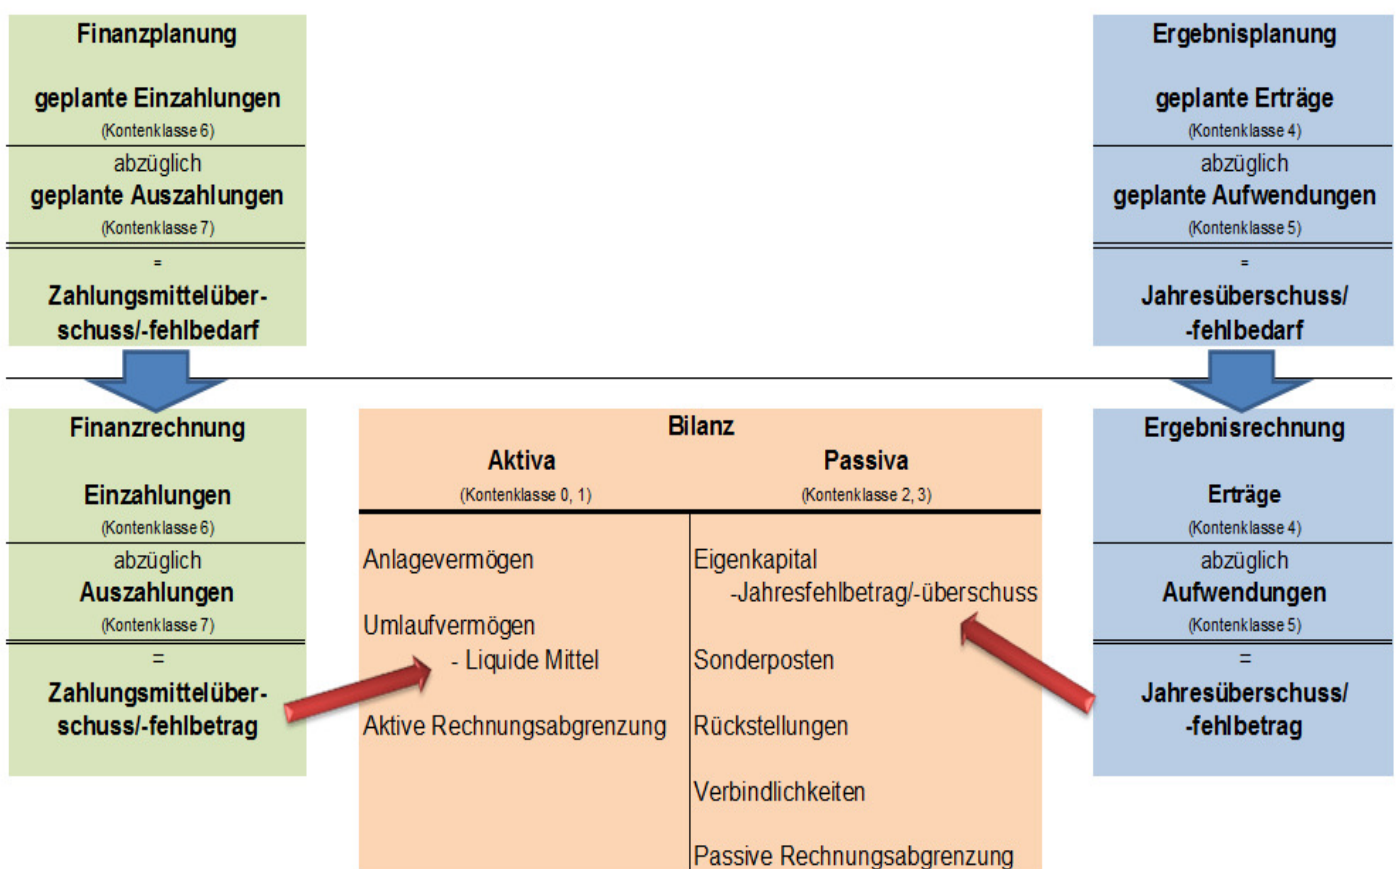 Finanzplanung
geplante Einzahlungen
(Kontenklasse 6)
abzüglich
geplante Auszahlungen
(Kontenklasse 7)
=
Zahlungsmittelüber-
schuss/-fehlbedarf
Ergebnisplanung
geplante Erträge
(Kontenklasse 4)
abzüglich
geplante Aufwendungen
(Kontenklasse 5)
=
Jahresüberschuss/
-fehlbedarf
Finanzrechnung
Einzahlungen
(Kontenklasse 6)
abzüglich
Auszahlungen
(Kontenklasse 7)
=
Zahlungsmittelüber-
schuss/-fehlbetrag
Bilanz
Aktiva
(Kontenklasse 0, 1)
Anlagevermögen
Umlaufvermögen
- Liquide Mittel
Aktive Rechnungsabgrenzung
Passiva
(Kontenklasse 2, 3)
Eigenkapital
-Jahresfehlbetrag/-überschuss
Sonderposten
Rückstellungen
Verbindlichkeiten
Passive Rechnungsabgrenzung
Ergebnisrechnung
Erträge
(Kontenklasse 4)
abzüglich
Aufwendungen
(Kontenklasse 5)
=
Jahresüberschuss/
-fehlbetrag